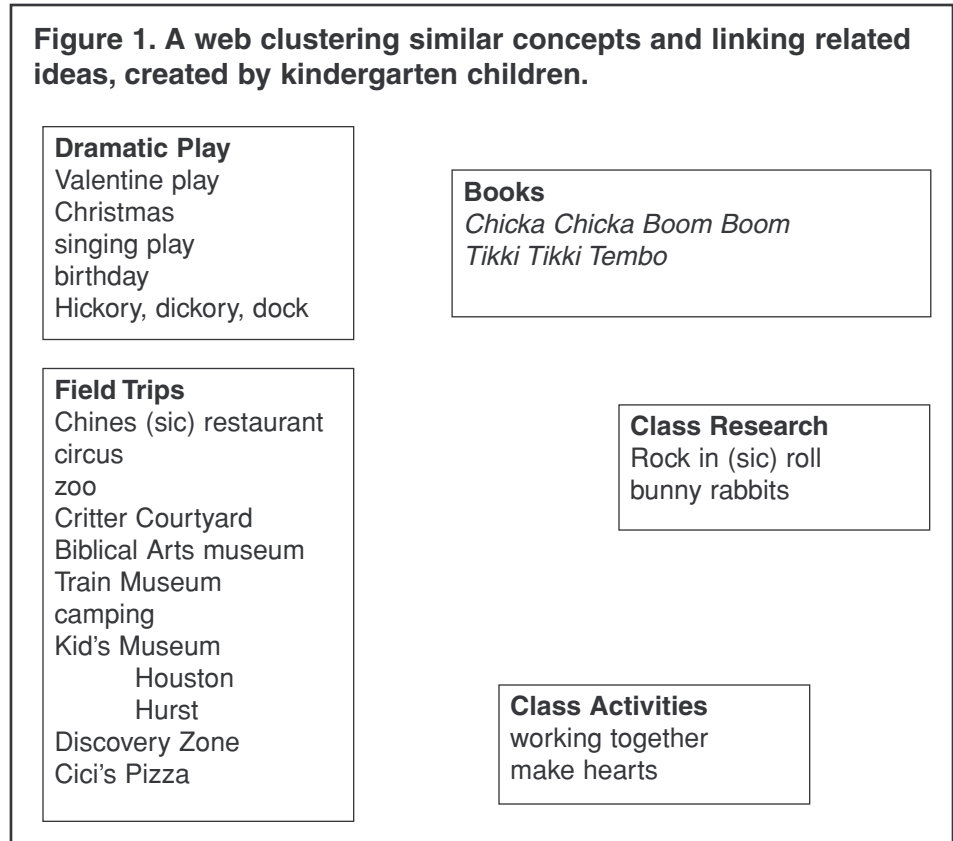 Figure 1. A web clustering similar concepts and linking related
ideas, created by kindergarten children.
Dramatic Play
Valentine play
Christmas
singing play
birthday
Hickory, dickory, dock
Books
Chicka Chicka Boom Boom
Tikki Tikki Tembo
Field Trips
Chines (sic) restaurant
circus
zoo
Critter Courtyard
Biblical Arts museum
Train Museum
camping
Kid’s Museum
Houston
Hurst
Discovery Zone
Cici’s Pizza
Class Research
Rock in (sic) roll
bunny rabbits
Class Activities
working together
make hearts